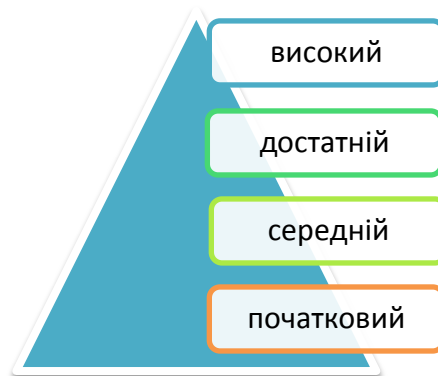 високий
достатній
середній
початковий